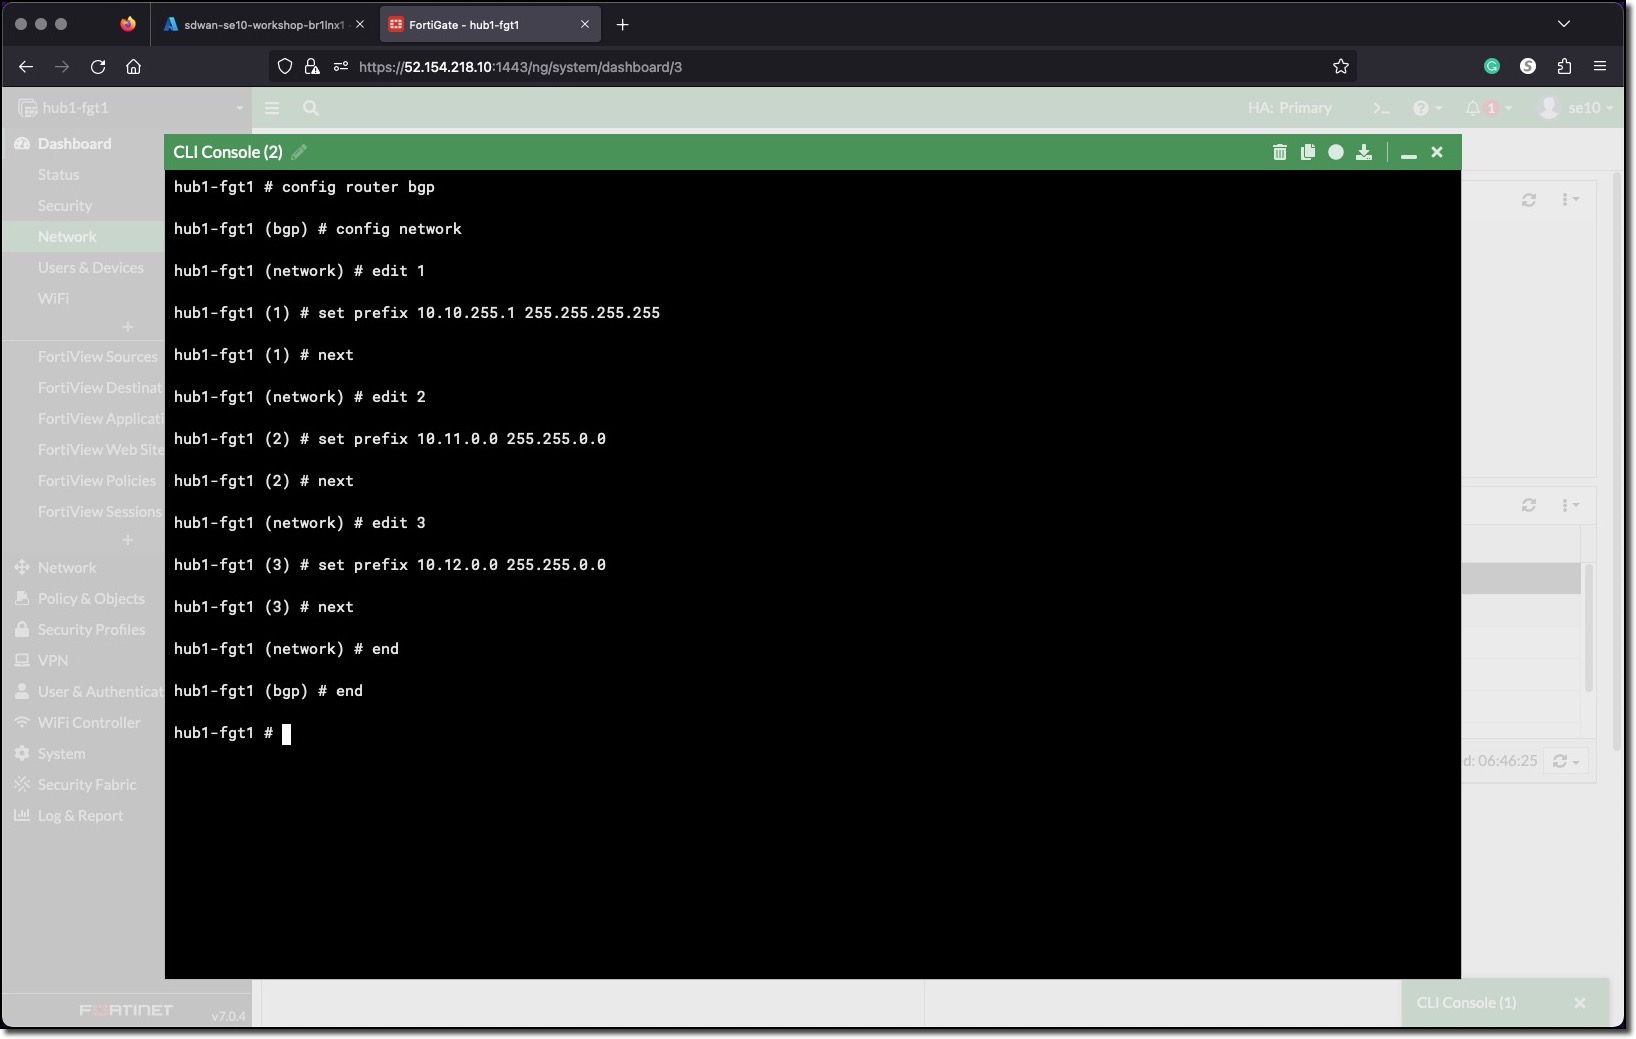 sdwan-se10-workshop-br1lnx1
FortiGate - hub1-fgt1
https://52.154.218.10:1443/ng/system/dashboard/3
hub1-fgt1
HA: Primary
>_
1
se10
Dashboard
Status
Security
Network
Users & Devices
WiFi
FortiView Sources
FortiView Destinat
FortiView Applicati
FortiView Web Site
FortiView Policies
FortiView Sessions
Network
Policy & Objects
Security Profiles
VPN
User & Authenticat
WiFi Controller
System
Security Fabric
Log & Report
FORTINET
v7.0.4
CLI Console (2)
hub1-fgt1 # config router bgp
hub1-fgt1 (bgp) # config network
hub1-fgt1 (network) # edit 1
hub1-fgt1 (1) # set prefix 10.10.255.1 255.255.255.255
hub1-fgt1 (1) # next
hub1-fgt1 (network) # edit 2
hub1-fgt1 (2) # set prefix 10.11.0.0 255.255.0.0
hub1-fgt1 (2) # next
hub1-fgt1 (network) # edit 3
hub1-fgt1 (3) # set prefix 10.12.0.0 255.255.0.0
hub1-fgt1 (3) # next
hub1-fgt1 (network) # end
hub1-fgt1 (bgp) # end
hub1-fgt1 #
d: 06:46:25
CLI Console (1)